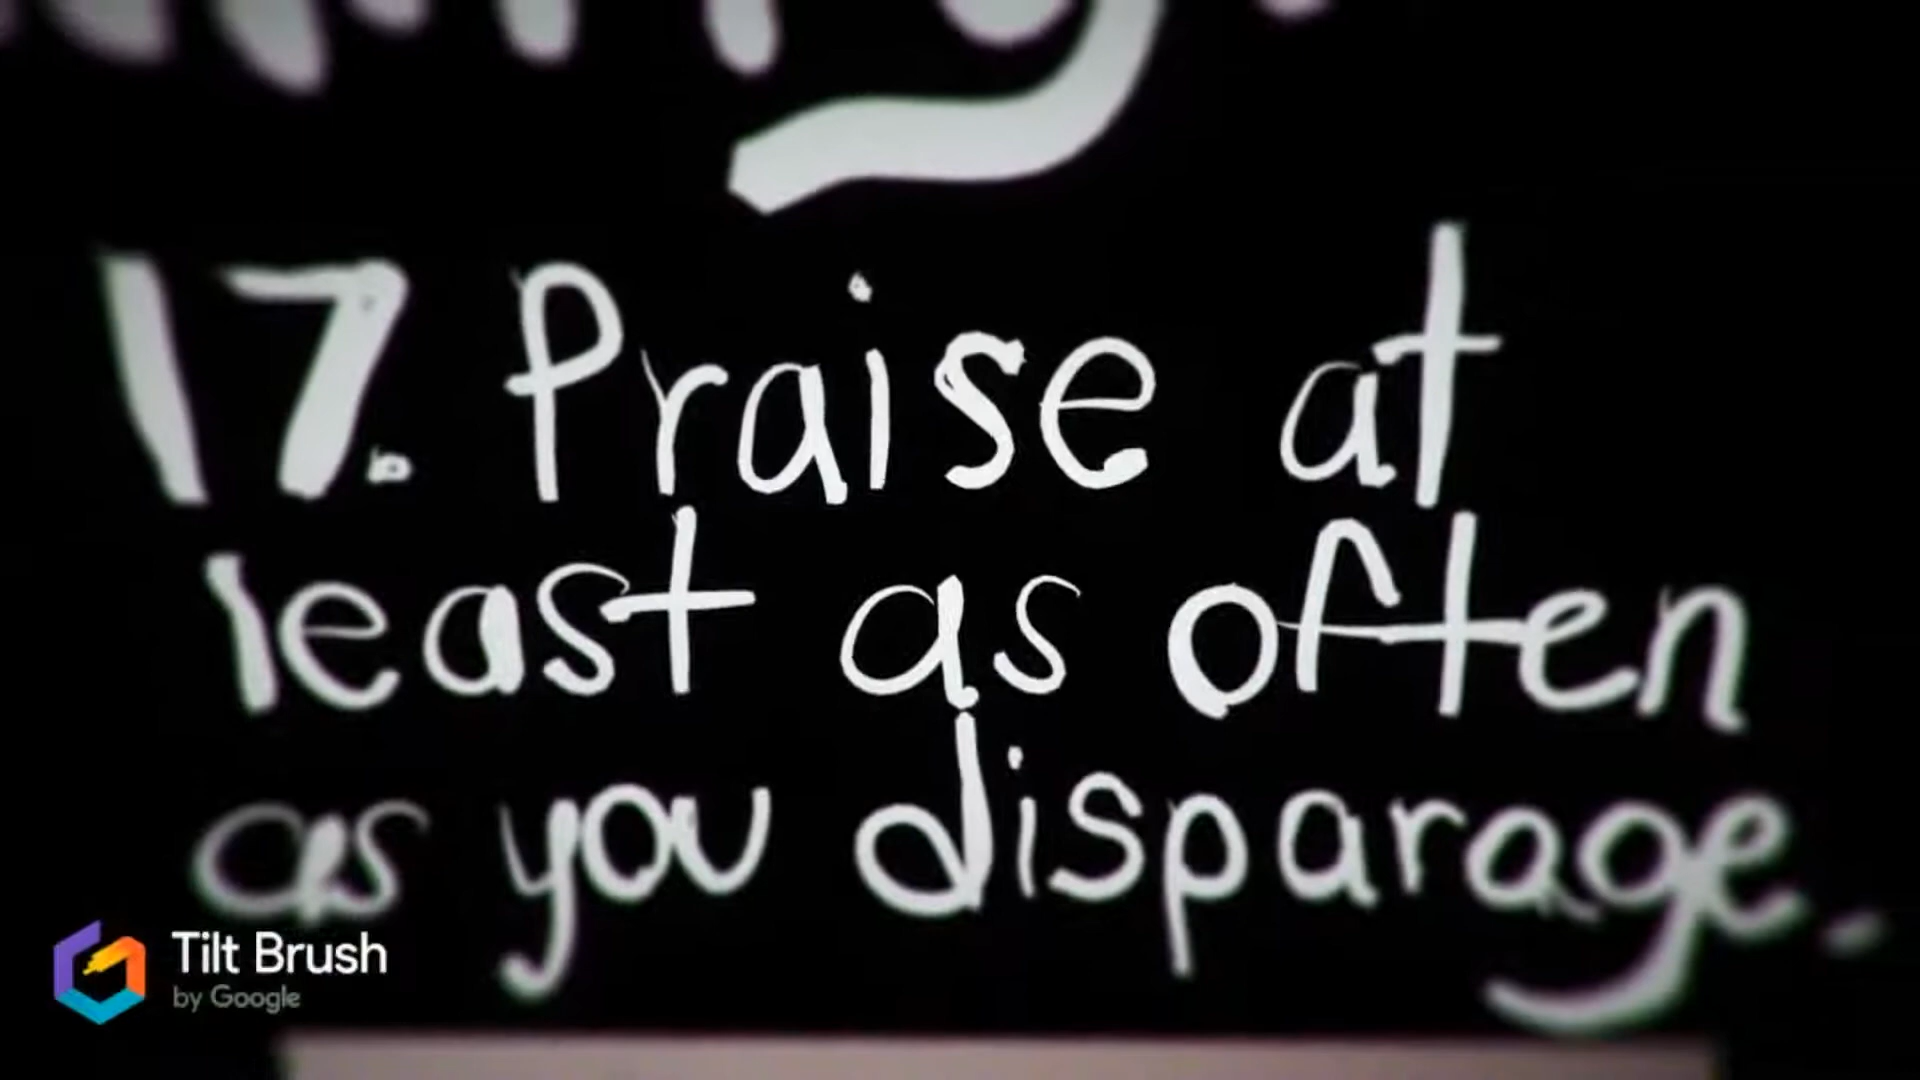 17. Praise at
least as often
as you disparage.
Tilt Brush
by Google